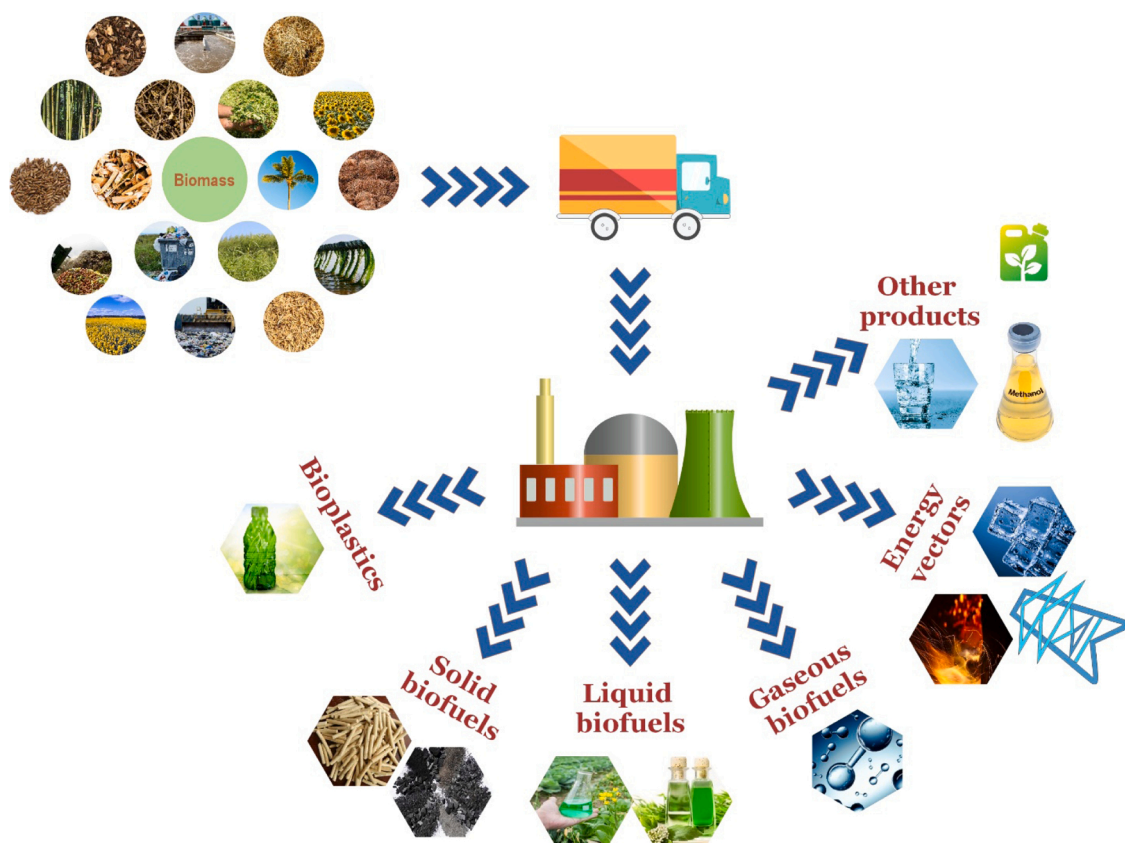 Biomass
Other
products
Methanol
Bioplastics
Energy
vectors
Solid
biofuels
Liquid
biofuels
Gaseous
biofuels